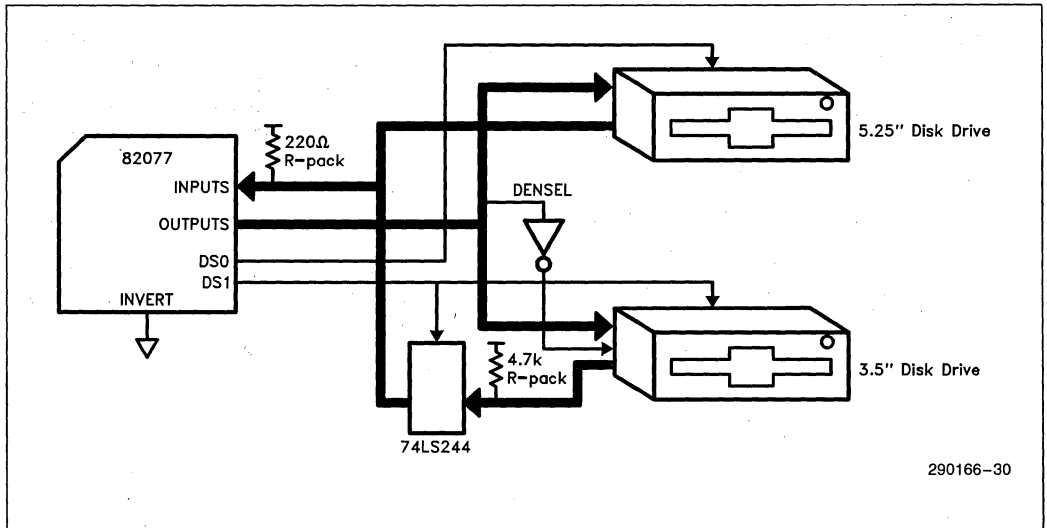 82077
220Ω
R-pack
INPUTS
OUTPUTS
DS0
DS1
INVERT
DENSEL
5.25" Disk Drive
4.7k
R-pack
3.5" Disk Drive
74LS244
290166-30